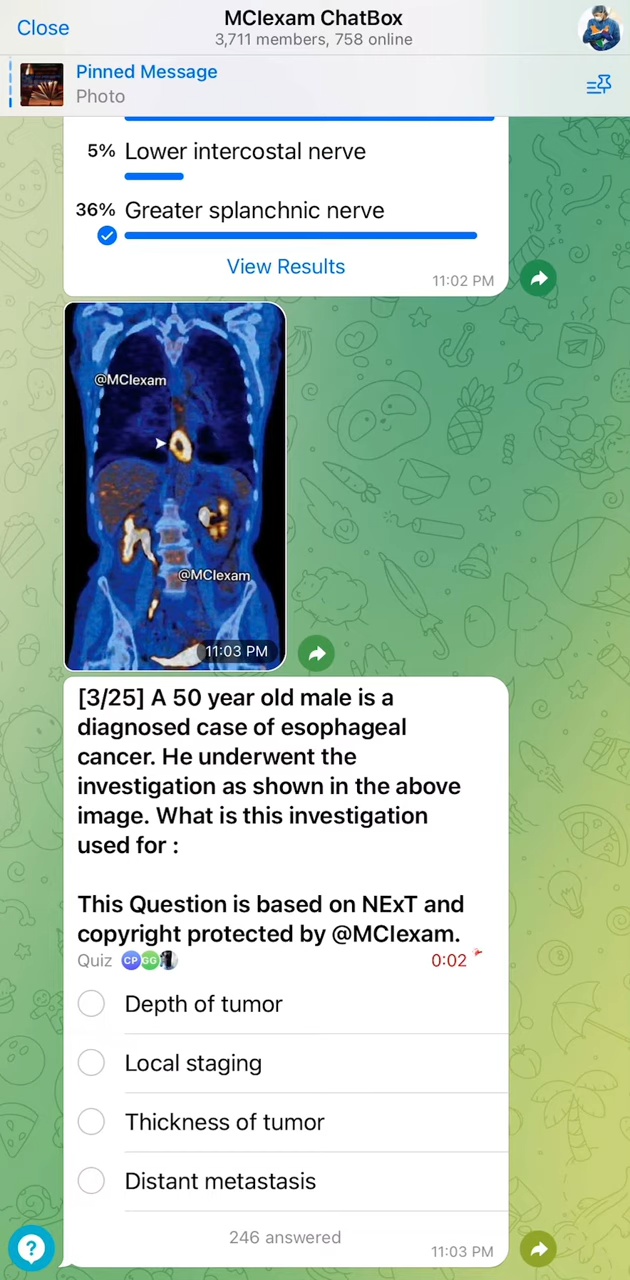 Close
MCIexam ChatBox
3,711 members, 758 online
Pinned Message
Photo
5% Lower intercostal nerve
36% Greater splanchnic nerve
View Results
11:02 PM
@MCIexam
@MCIexam
11:03 PM
[3/25] A 50 year old male is a
diagnosed case of esophageal
cancer. He underwent the
investigation as shown in the above
image. What is this investigation
used for :
This Question is based on NExT and
copyright protected by @MCIexam.
Quiz CP GG 0:02
Depth of tumor
Local staging
Thickness of tumor
Distant metastasis
246 answered
11:03 PM
?